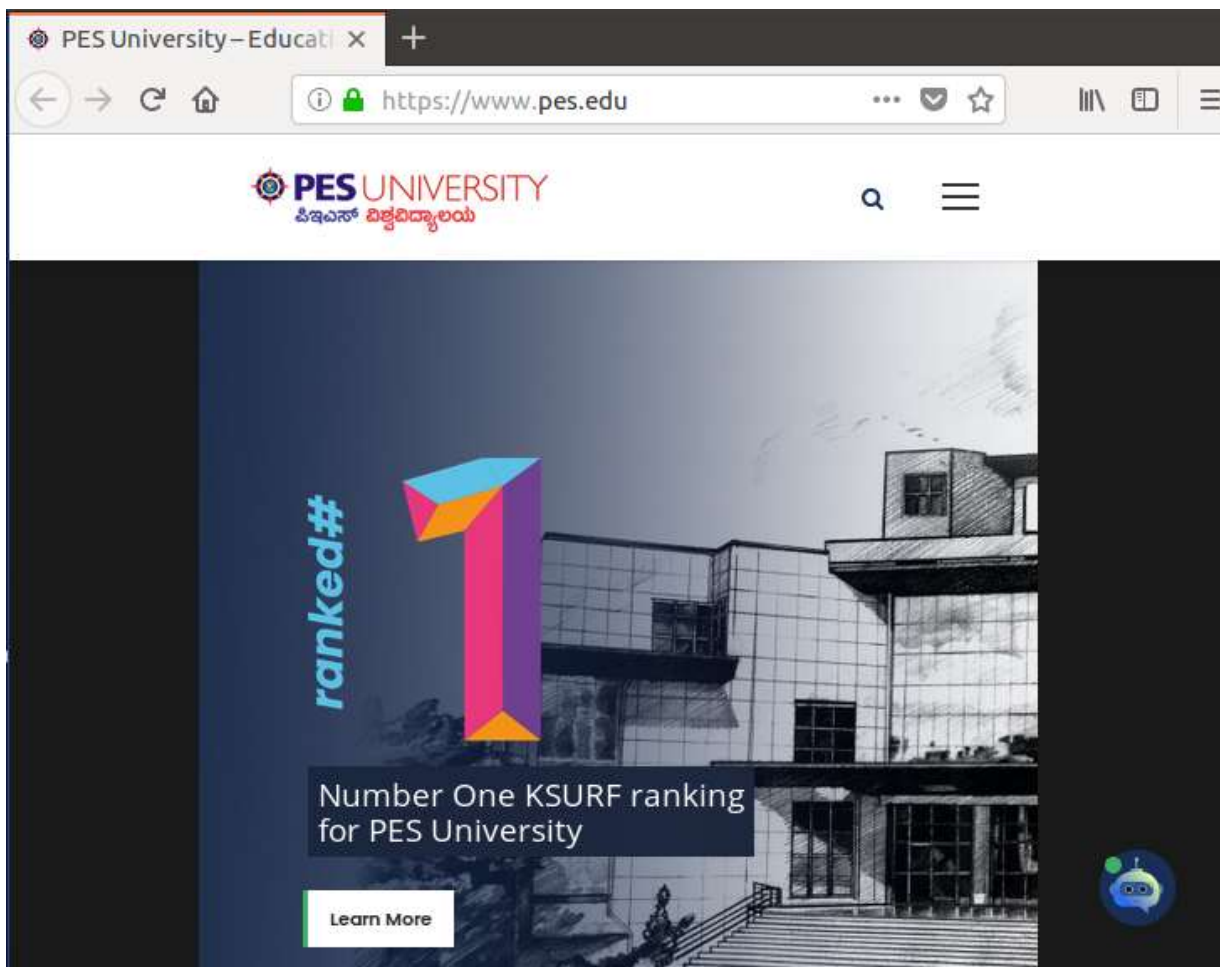 PES University – Educati
https://www.pes.edu
PES UNIVERSITY
ಪಿಇಎಸ್ ವಿಶ್ವವಿದ್ಯಾಲಯ
ranked#
1
Number One KSURF ranking
for PES University
Learn More